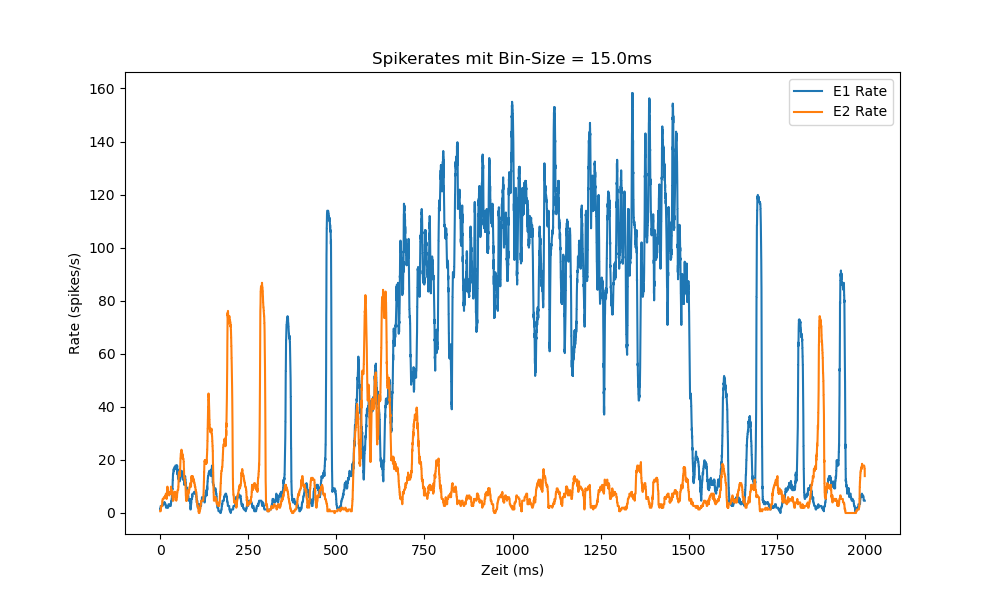 Spikerates mit Bin-Size = 15.0ms
E1 Rate
E2 Rate
Rate (spikes/s)
160
140
120
100
80
60
40
20
0
0 250 500 750 1000 1250 1500 1750 2000
Zeit (ms)